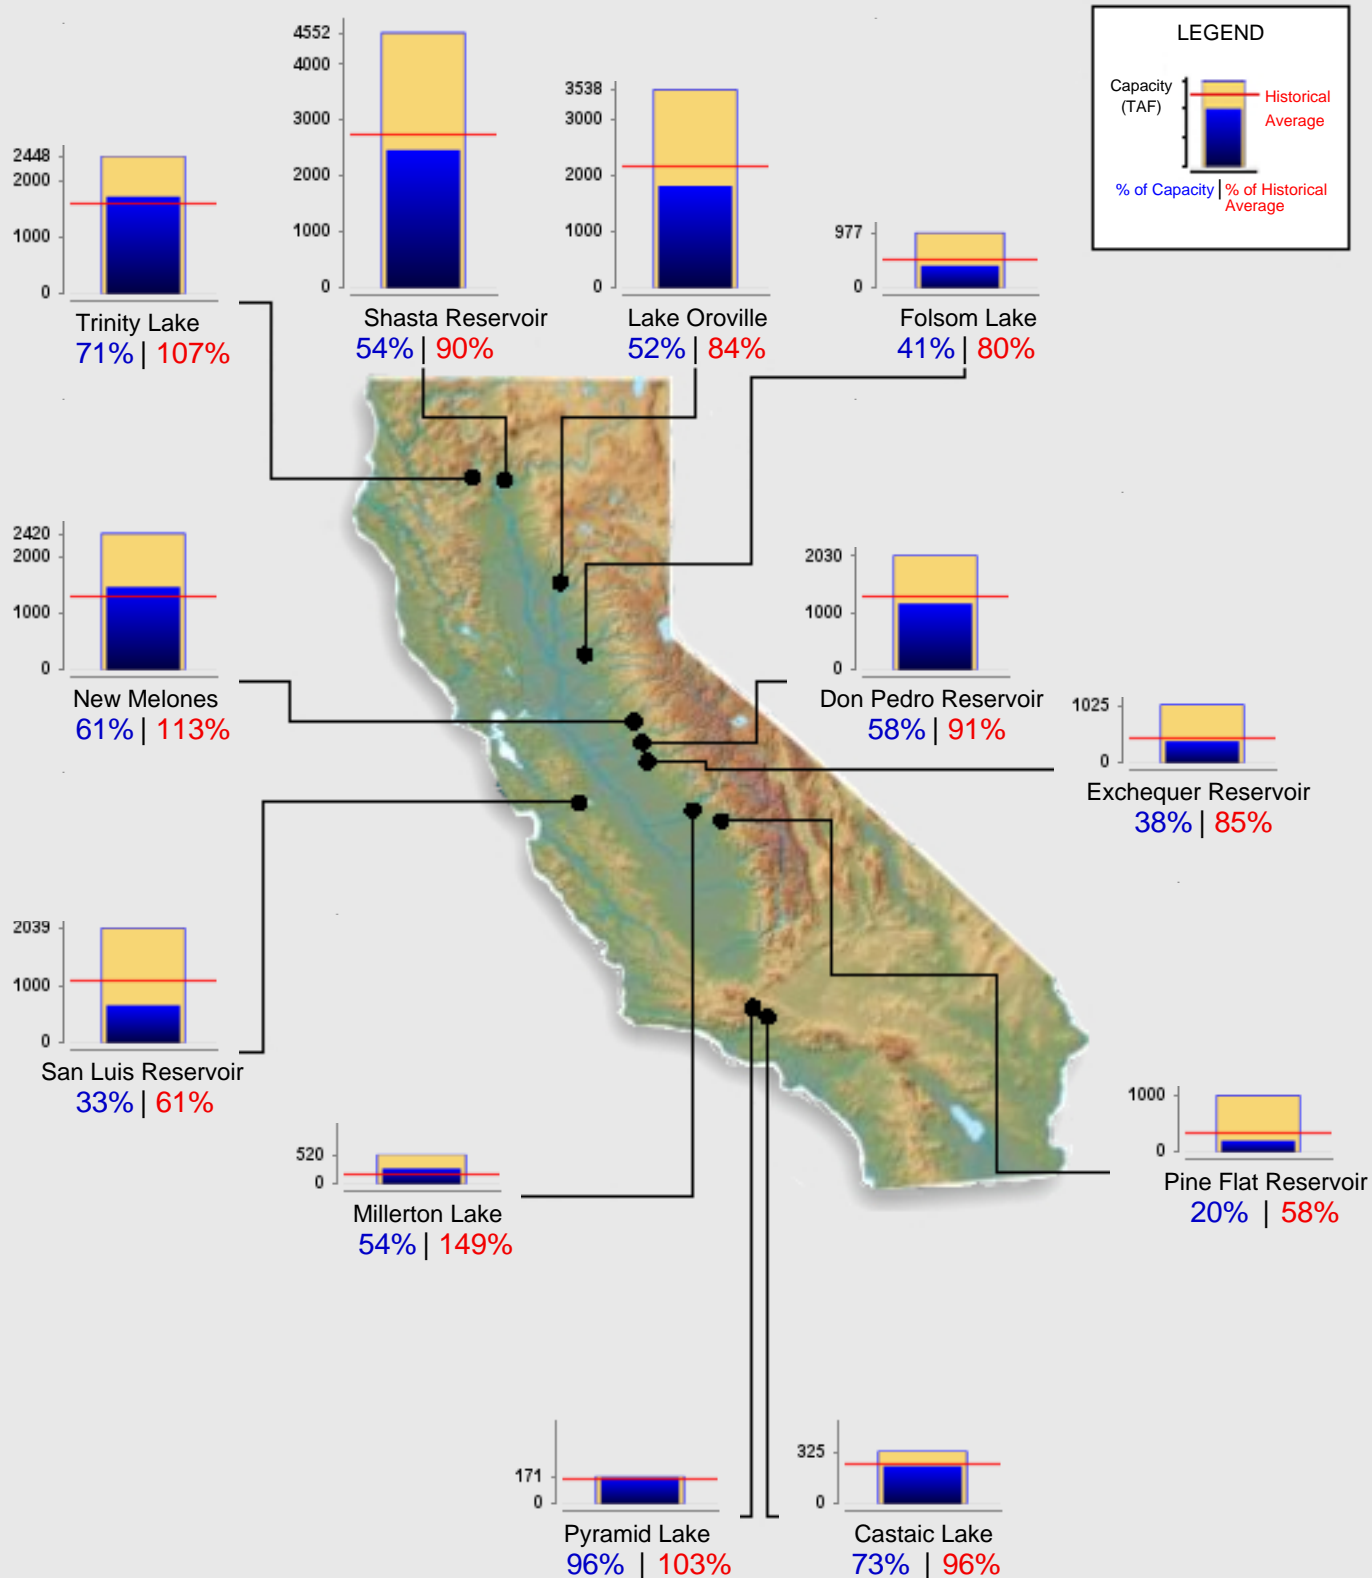 LEGEND
Capacity
(TAF)
Historical
Average
% of Capacity | % of Historical
Average
4552
4000
3000
2000
1000
0
Shasta Reservoir
54% | 90%
3538
3000
2000
1000
0
Lake Oroville
52% | 84%
2448
2000
1000
0
Trinity Lake
71% | 107%
977
0
Folsom Lake
41% | 80%
2420
2000
1000
0
New Melones
61% | 113%
2030
1000
0
Don Pedro Reservoir
58% | 91%
1025
0
Exchequer Reservoir
38% | 85%
2039
1000
0
San Luis Reservoir
33% | 61%
1000
0
Pine Flat Reservoir
20% | 58%
520
0
Millerton Lake
54% | 149%
171
0
Pyramid Lake
96% | 103%
325
0
Castaic Lake
73% | 96%